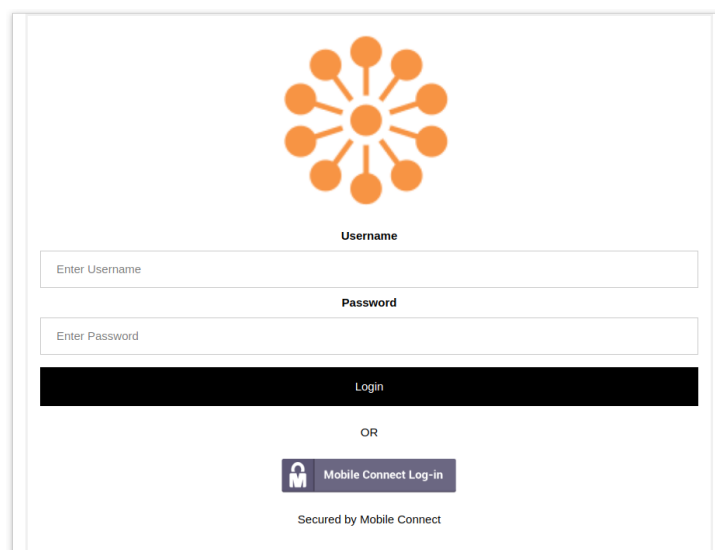 Username
Enter Username
Password
Enter Password
Login
OR
Mobile Connect Log-in
Secured by Mobile Connect